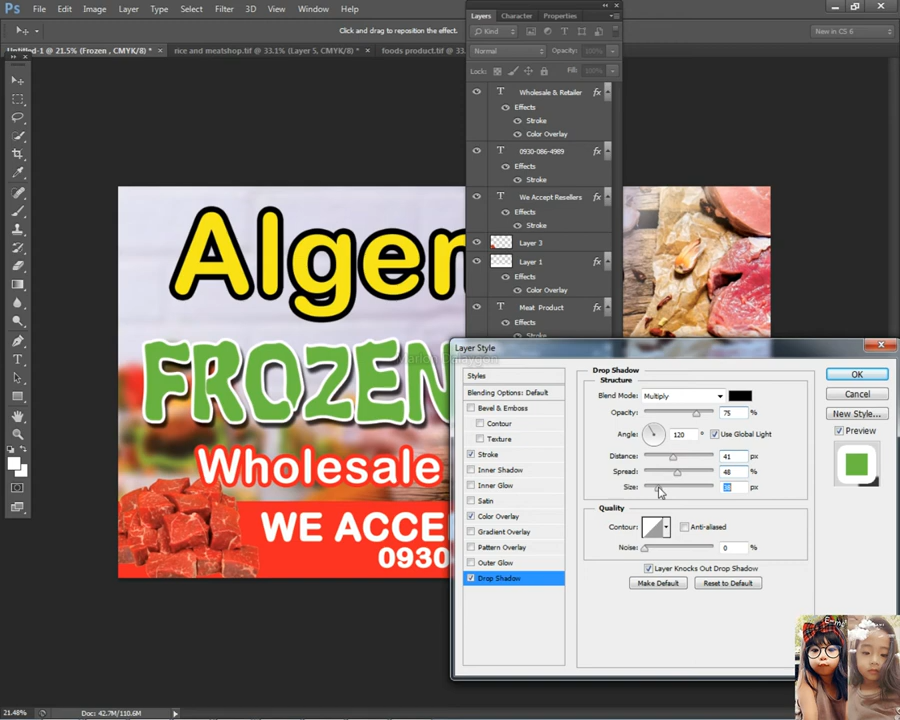 Ps File Edit Image Layer Type Select Filter 3D View Window Help
Click and drag to reposition the effect.
New in CS 6
Untitled-1 @ 21.5% (Frozen , CMYK/8) * ×
rice and meatshop.tif @ 33.1% (Layer 5, CMYK/8) * ×
foods product.tif @ 33.
Layers Character Properties
Kind
Normal Opacity: 100%
Lock: Fill: 100%
T Wholesale & Retailer fx
Effects
Stroke
Color Overlay
T 0930-086-4989 fx
Effects
Stroke
T We Accept Resellers fx
Effects
Stroke
Layer 3
Layer 1 fx
Effects
Color Overlay
T Meat Product fx
Effects
Stroke
Alger
FROZEN
Wholesale
WE ACCE
0930
Layer Style
Styles
Blending Options: Default
Bevel & Emboss
Contour
Texture
Stroke
Inner Shadow
Inner Glow
Satin
Color Overlay
Gradient Overlay
Pattern Overlay
Outer Glow
Drop Shadow
Drop Shadow
Structure
Blend Mode: Multiply
Opacity: 75 %
Angle: 120 ° Use Global Light
Distance: 41 px
Spread: 48 %
Size: 38 px
Quality
Contour: Anti-aliased
Noise: 0 %
Layer Knocks Out Drop Shadow
Make Default Reset to Default
OK
Cancel
New Style...
Preview
21.48% Doc: 42.7M/110.6M